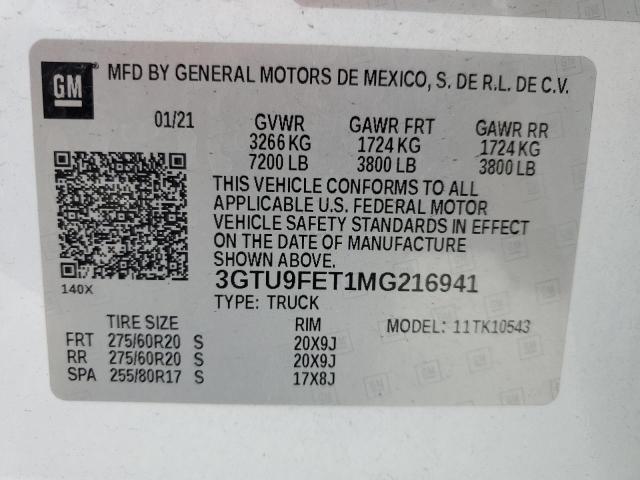 GM MFD BY GENERAL MOTORS DE MEXICO, S. DE R.L. DE C.V.
01/21 GVWR GAWR FRT GAWR RR
3266 KG 1724 KG 1724 KG
7200 LB 3800 LB 3800 LB
THIS VEHICLE CONFORMS TO ALL
APPLICABLE U.S. FEDERAL MOTOR
VEHICLE SAFETY STANDARDS IN EFFECT
ON THE DATE OF MANUFACTURE
SHOWN ABOVE.
3GTU9FET1MG216941
140X
TYPE: TRUCK
TIRE SIZE RIM MODEL: 11TK10543
FRT 275/60R20 S 20X9J
RR 275/60R20 S 20X9J
SPA 255/80R17 S 17X8J